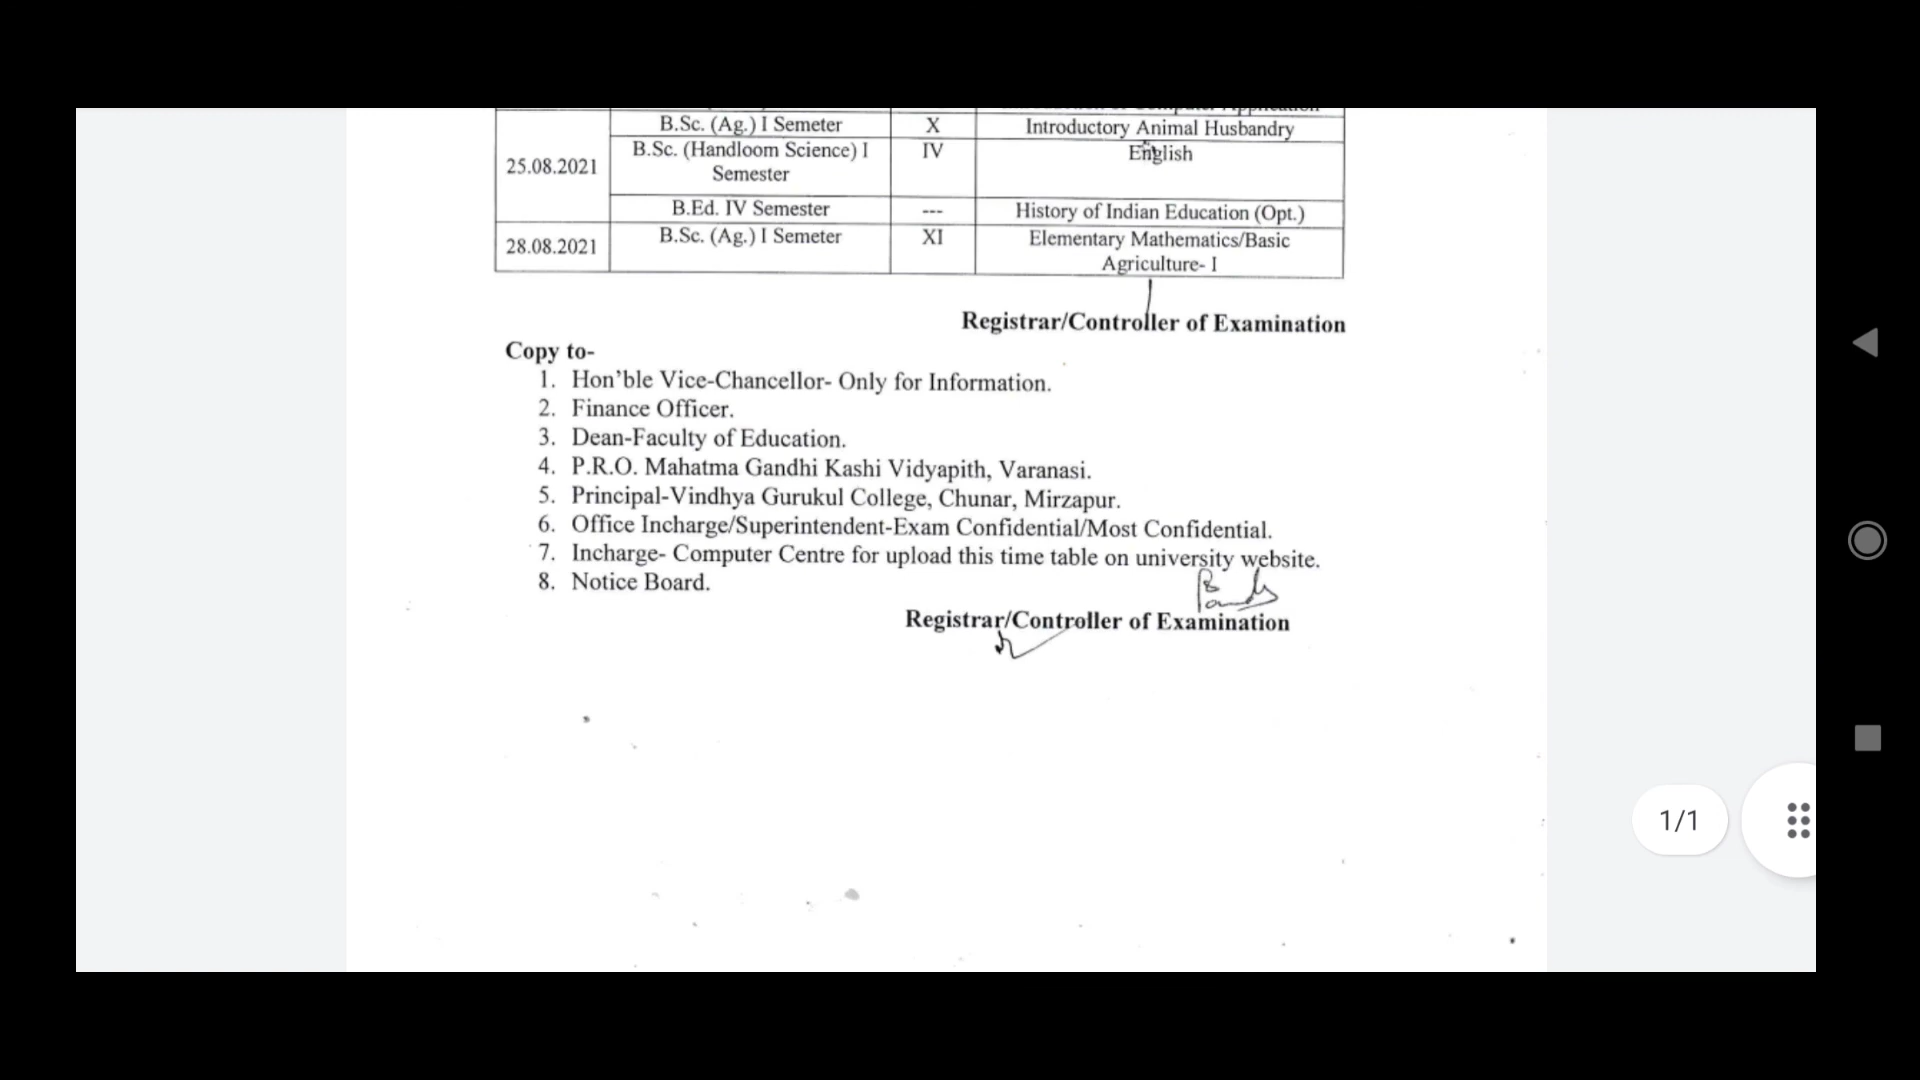 B.Sc. (Ag.) I Semeter X Introductory Animal Husbandry
25.08.2021 B.Sc. (Handloom Science) I IV English
Semester
B.Ed. IV Semester --- History of Indian Education (Opt.)
28.08.2021 B.Sc. (Ag.) I Semeter XI Elementary Mathematics/Basic
Agriculture- I
Registrar/Controller of Examination
Copy to-
1. Hon'ble Vice-Chancellor- Only for Information.
2. Finance Officer.
3. Dean-Faculty of Education.
4. P.R.O. Mahatma Gandhi Kashi Vidyapith, Varanasi.
5. Principal-Vindhya Gurukul College, Chunar, Mirzapur.
6. Office Incharge/Superintendent-Exam Confidential/Most Confidential.
7. Incharge- Computer Centre for upload this time table on university website.
8. Notice Board.
Registrar/Controller of Examination
1/1